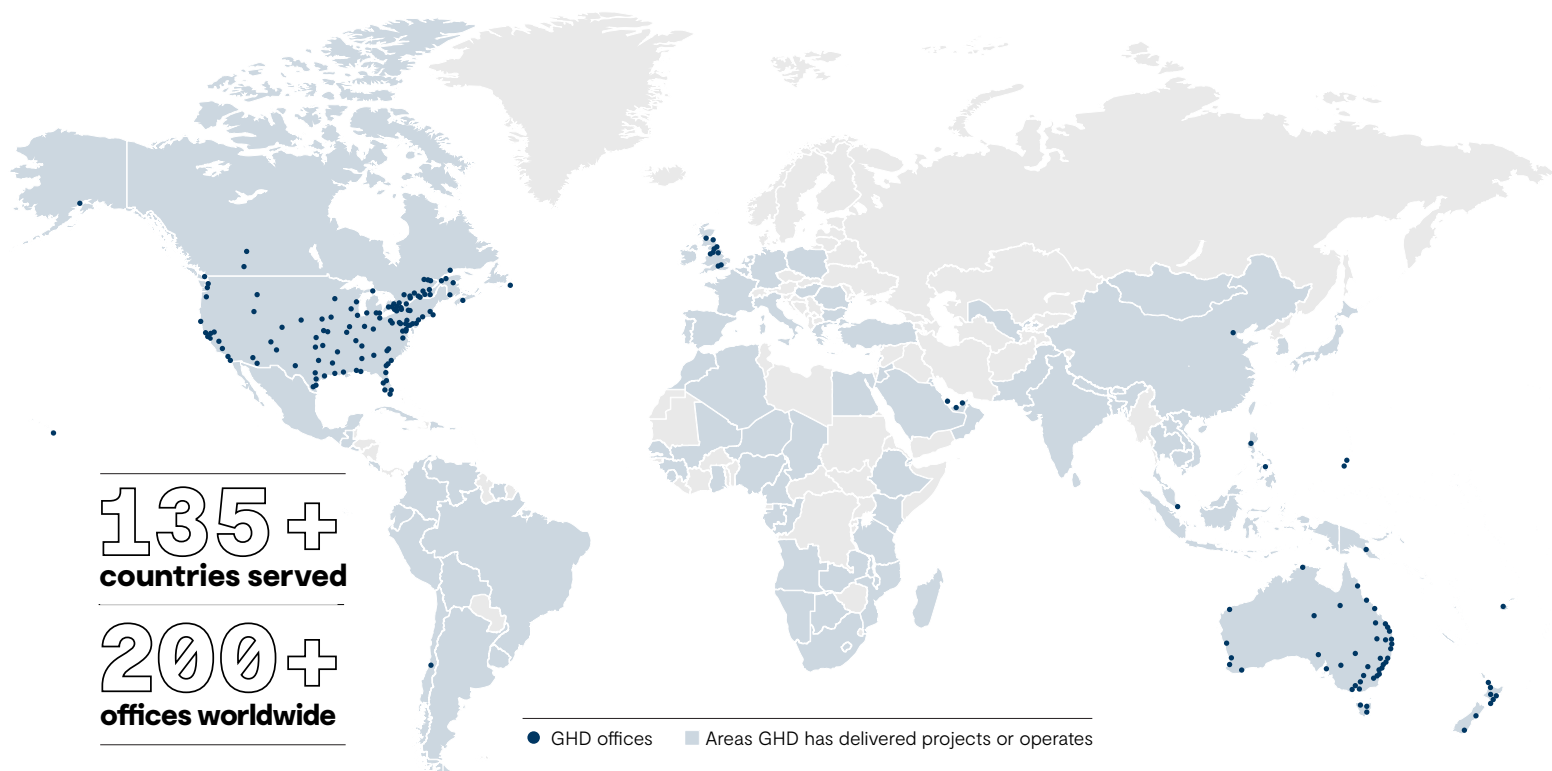 135+
countries served
200+
offices worldwide
GHD offices
Areas GHD has delivered projects or operates